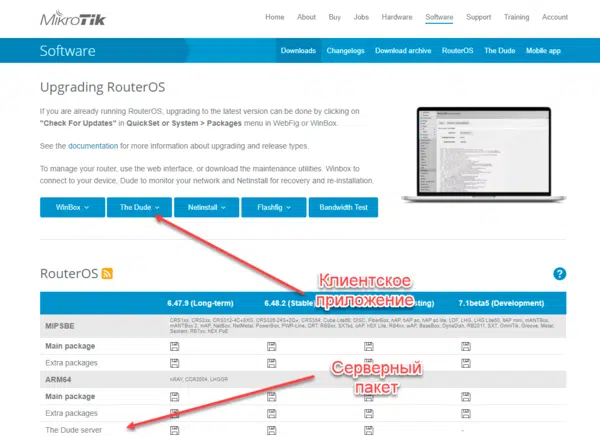 MikroTik
Home About Buy Jobs Hardware Software Support Training Account
Software
Downloads Changelogs Download archive RouterOS The Dude Mobile app
Upgrading RouterOS
If you are already running RouterOS, upgrading to the latest version can be done by clicking on
"Check For Updates" in QuickSet or System > Packages menu in WebFig or WinBox.
See the documentation for more information about upgrading and release types.
To manage your router, use the web interface, or download the maintenance utilities. Winbox to
connect to your device, Dude to monitor your network and Netinstall for recovery and re-installation.
WinBox The Dude Netinstall Flashfig Bandwidth Test
Клиентское
приложение
RouterOS ?
6.47.9 (Long-term) 6.48.2 (Stable) 7.1beta5 (Development)
MIPSBE
Main package
Extra packages
Серверный
пакет
ARM64
Main package
Extra packages
The Dude server -